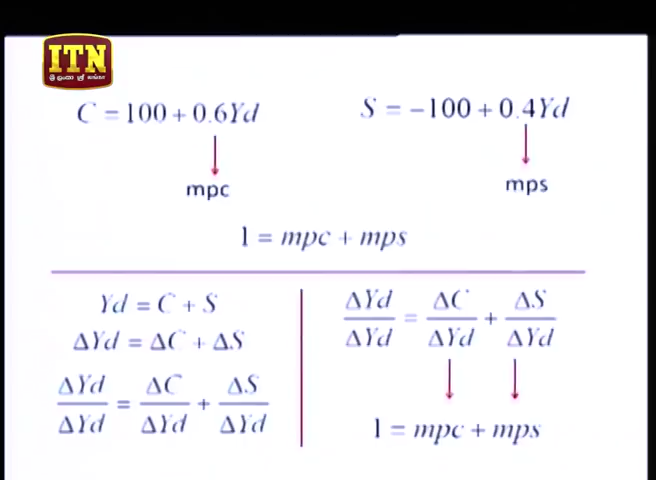 ITN
C = 100 + 0.6Yd
S = −100 + 0.4Yd
mpc
mps
1 = mpc + mps
Yd = C + S
ΔYd = ΔC + ΔS
ΔYd/ΔYd = ΔC/ΔYd + ΔS/ΔYd
ΔYd/ΔYd = ΔC/ΔYd + ΔS/ΔYd
1 = mpc + mps